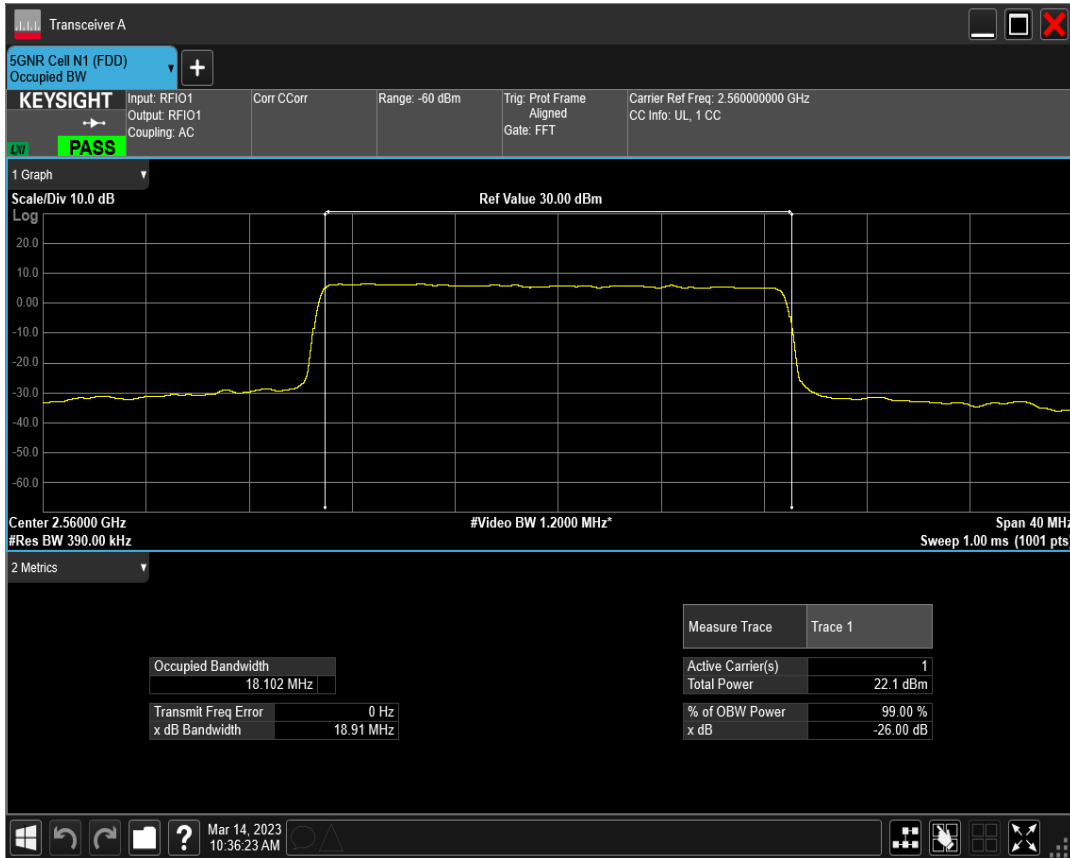 Transceiver A
5GNR Cell N1 (FDD)
Occupied BW
+
KEYSIGHT
LXI
PASS
Input: RFIO1
Output: RFIO1
Coupling: AC
Corr CCorr
Range: -60 dBm
Trig: Prot Frame
Aligned
Gate: FFT
Carrier Ref Freq: 2.560000000 GHz
CC Info: UL, 1 CC
1 Graph
Scale/Div 10.0 dB
Ref Value 30.00 dBm
Log
20.0
10.0
0.00
-10.0
-20.0
-30.0
-40.0
-50.0
-60.0
Center 2.56000 GHz
#Video BW 1.2000 MHz*
Span 40 MHz
#Res BW 390.00 kHz
Sweep 1.00 ms (1001 pts)
2 Metrics
Measure Trace Trace 1
Occupied Bandwidth
18.102 MHz
Transmit Freq Error 0 Hz
x dB Bandwidth 18.91 MHz
Active Carrier(s) 1
Total Power 22.1 dBm
% of OBW Power 99.00 %
x dB -26.00 dB
?
Mar 14, 2023
10:36:23 AM